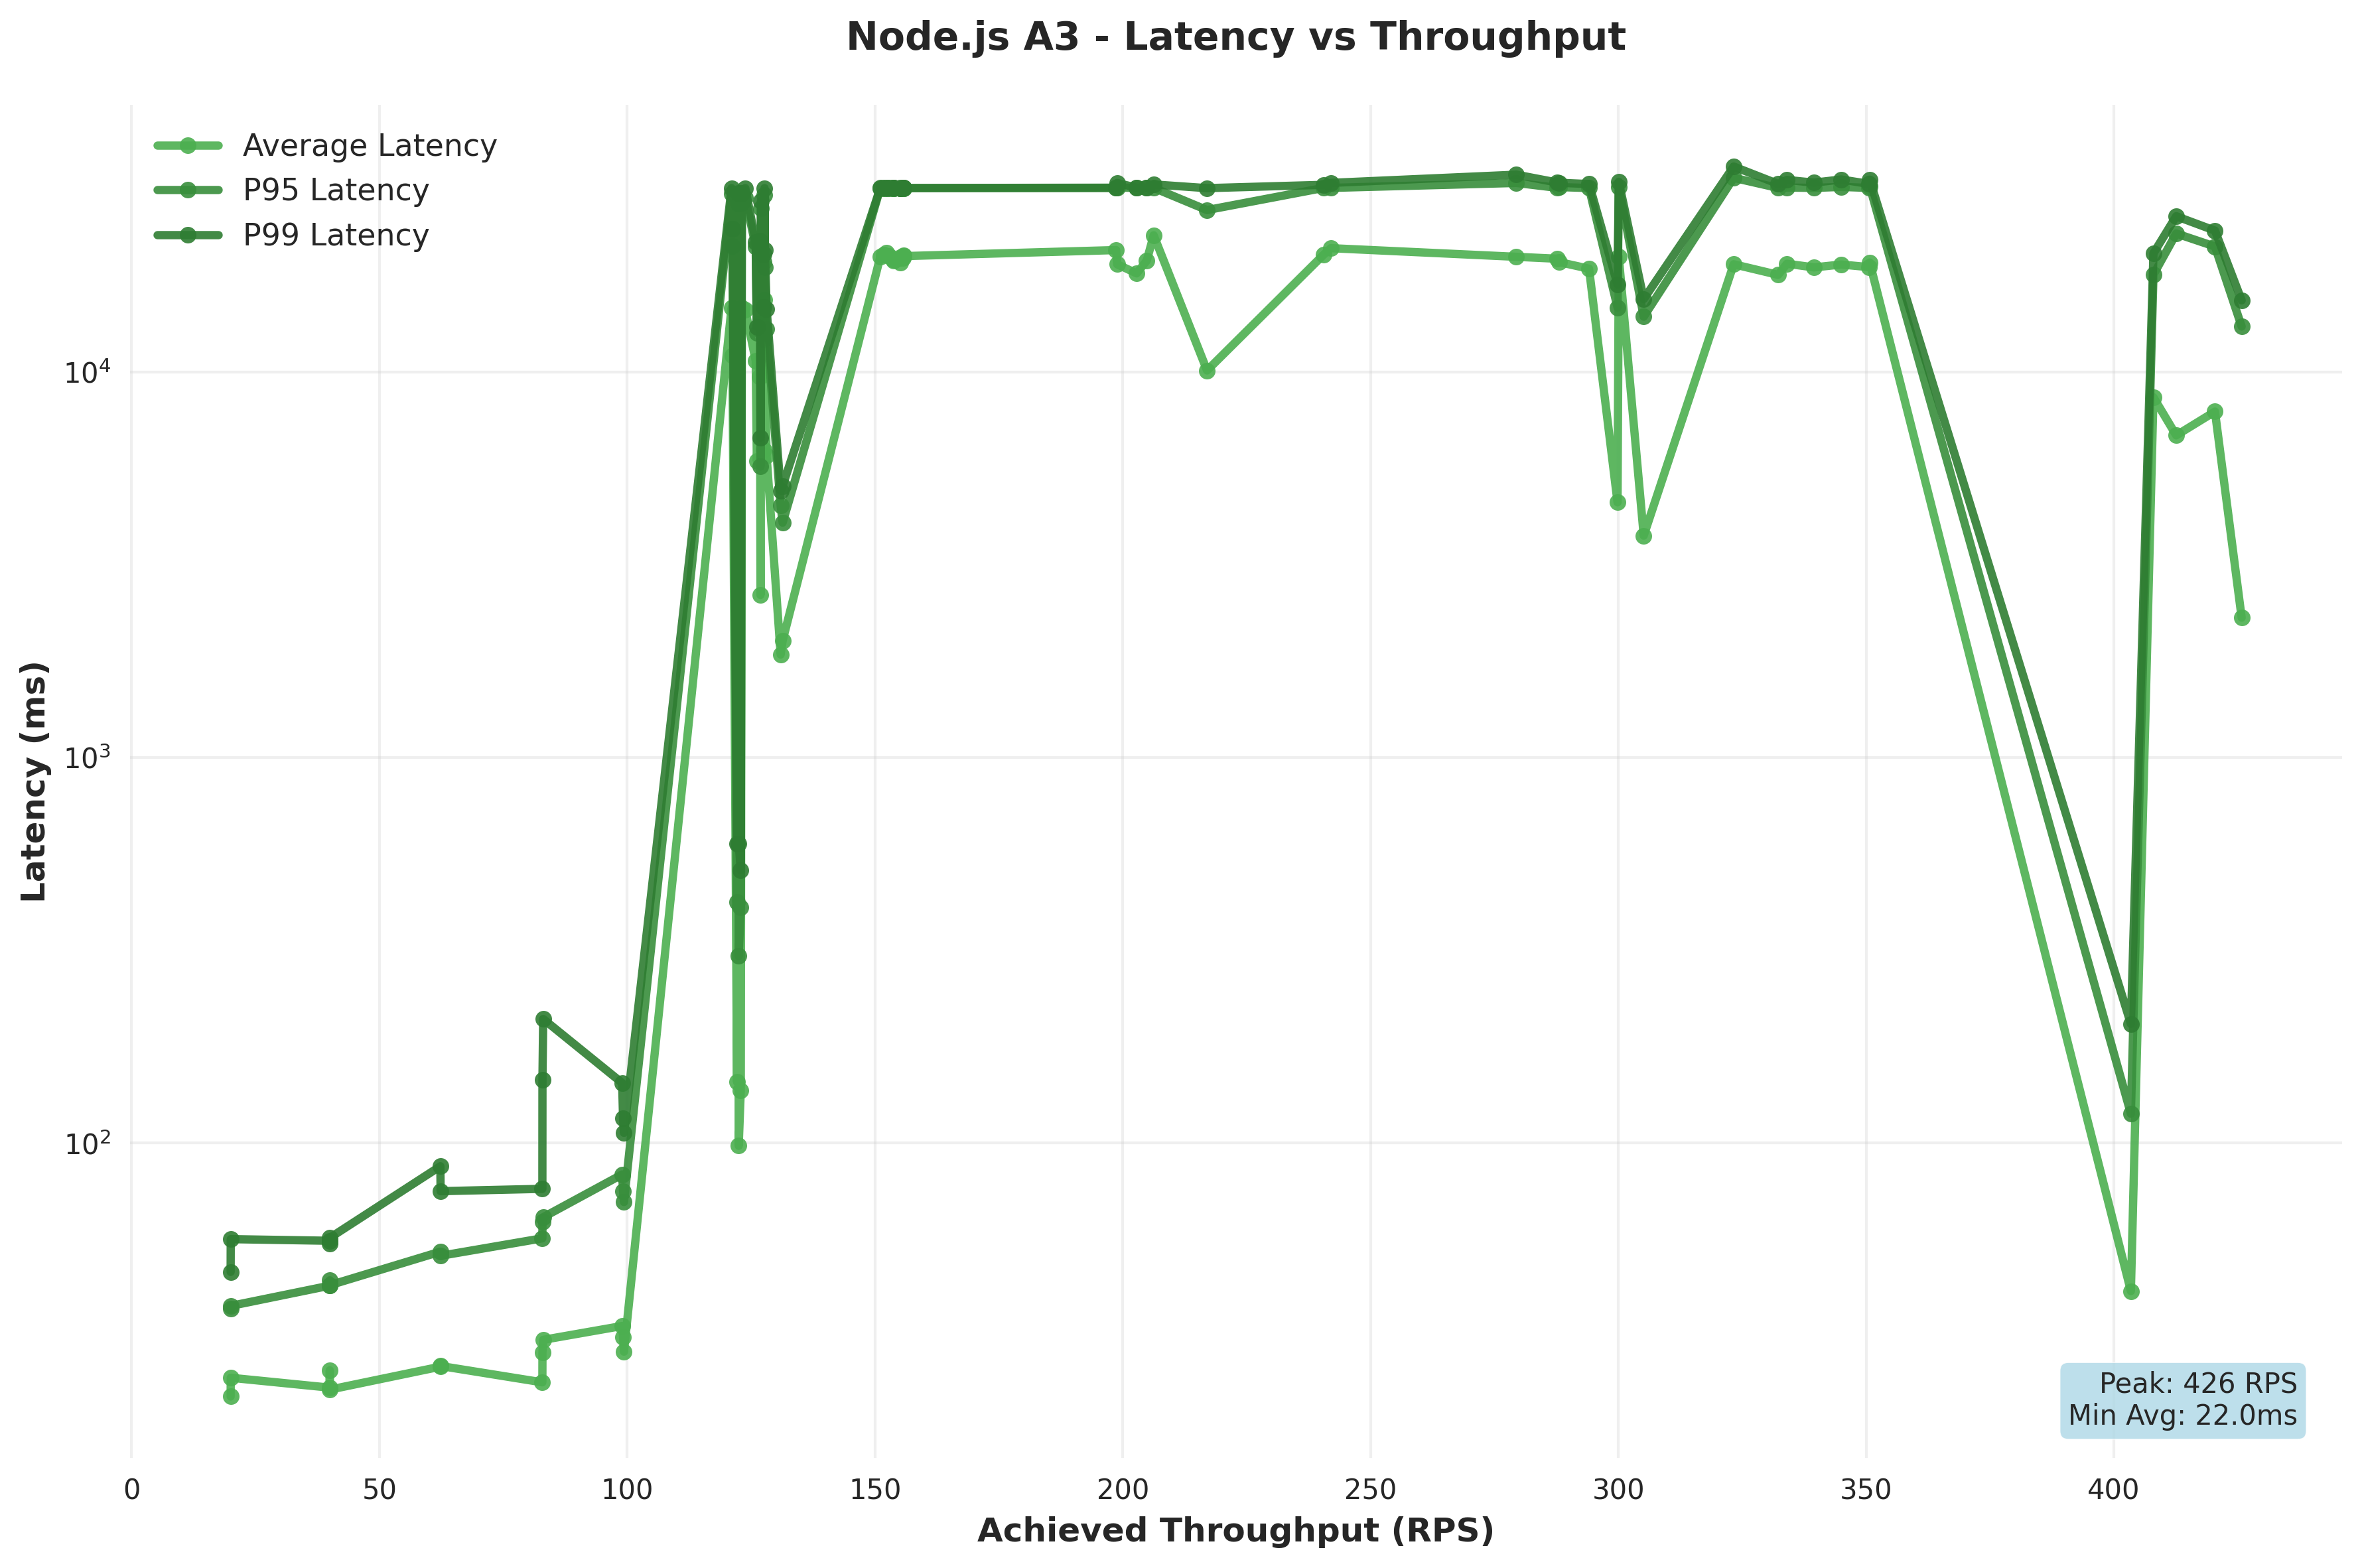 Node.js A3 - Latency vs Throughput
Average Latency
P95 Latency
P99 Latency
Latency (ms)
10⁴
10³
10²
Peak: 426 RPS
Min Avg: 22.0ms
0 50 100 150 200 250 300 350 400
Achieved Throughput (RPS)